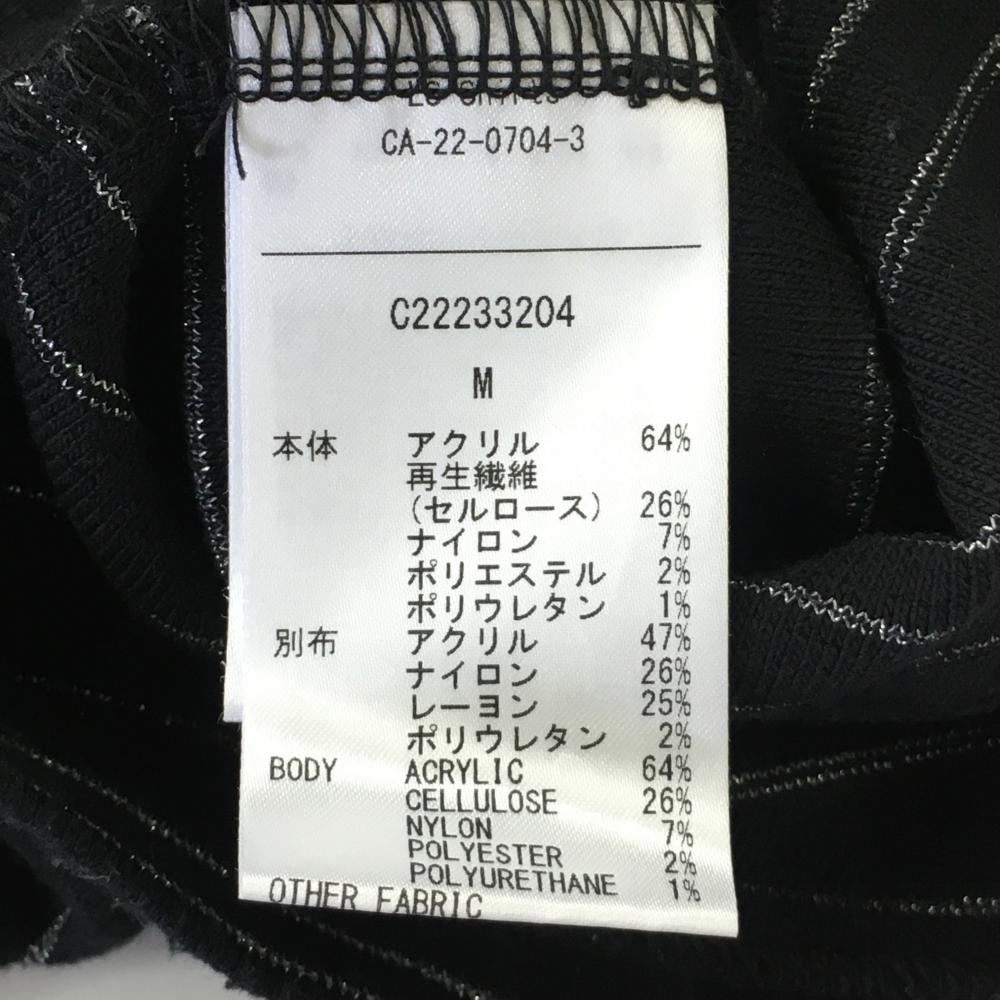 CA-22-0704-3
C22233204
M
本体 アクリル 64%
再生繊維
(セルロース) 26%
ナイロン 7%
ポリエステル 2%
ポリウレタン 1%
別布 アクリル 47%
ナイロン 26%
レーヨン 25%
ポリウレタン 2%
BODY ACRYLIC 64%
CELLULOSE 26%
NYLON 7%
POLYESTER 2%
POLYURETHANE 1%
OTHER FABRIC